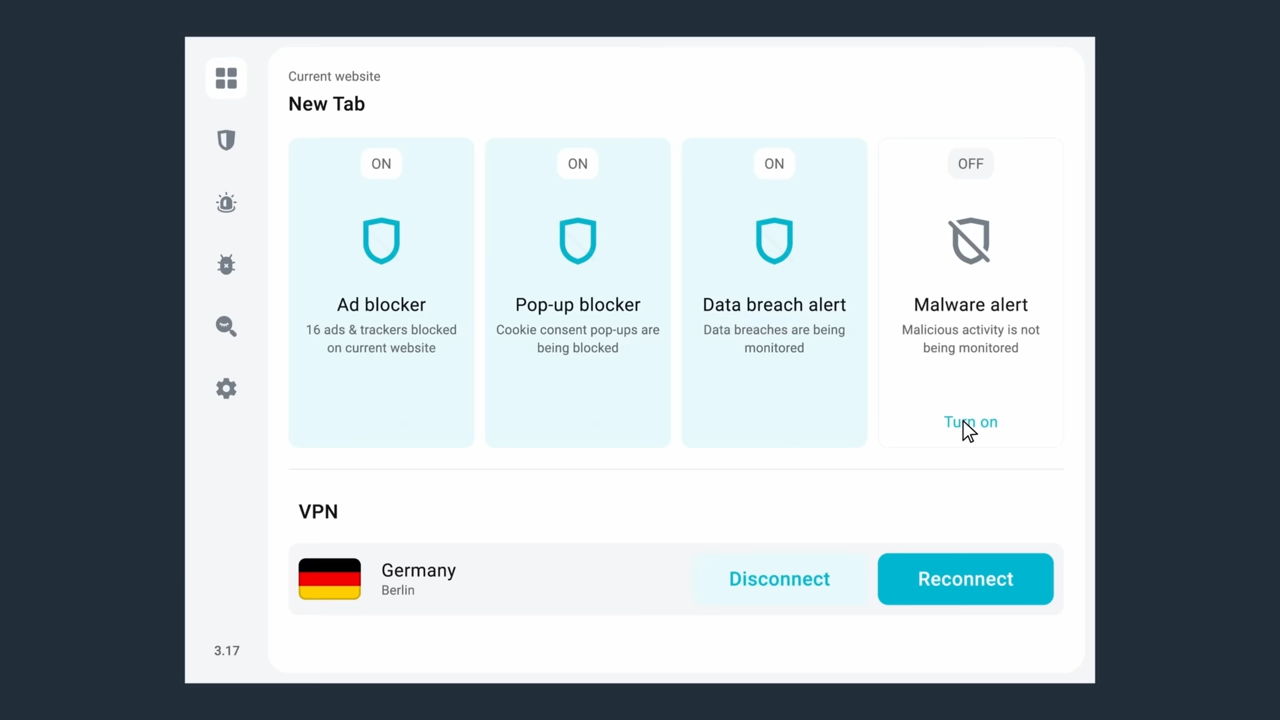 Current website
New Tab
ON
ON
ON
OFF
Ad blocker
16 ads & trackers blocked
on current website
Pop-up blocker
Cookie consent pop-ups are
being blocked
Data breach alert
Data breaches are being
monitored
Malware alert
Malicious activity is not
being monitored
Turn on
VPN
Germany
Berlin
Disconnect
Reconnect
3.17